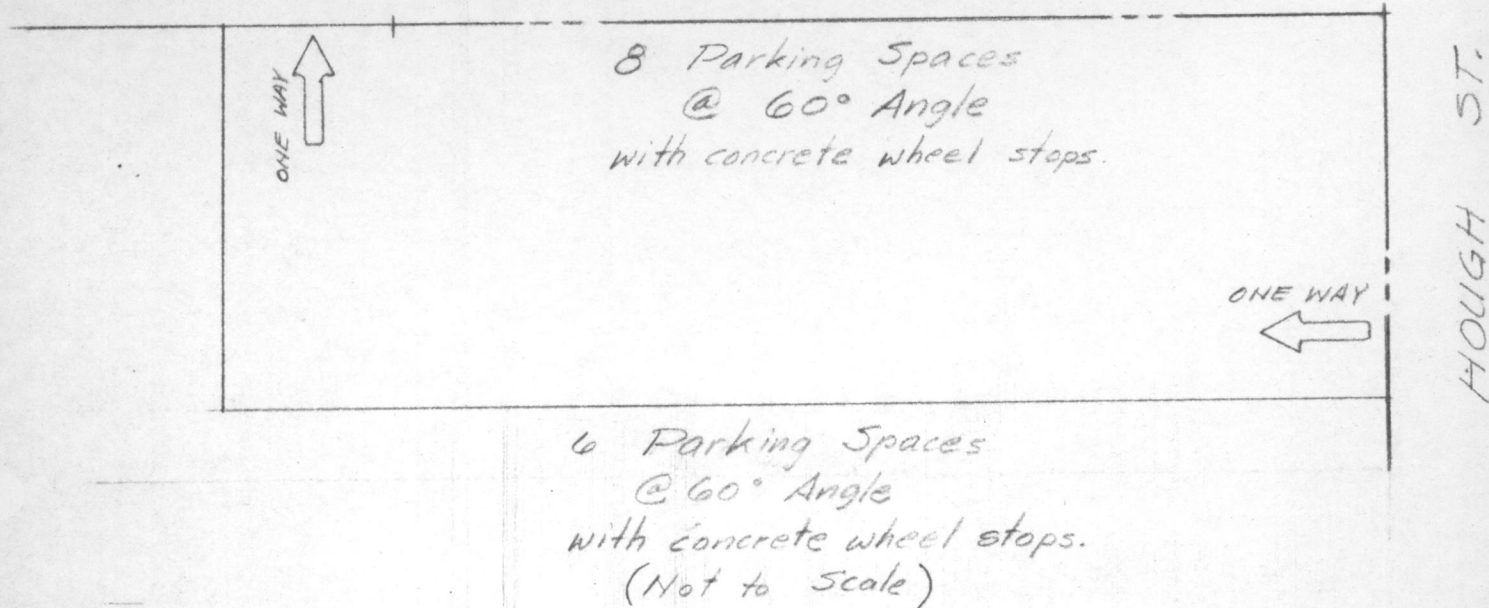 8 Parking Spaces
@ 60° Angle
with concrete wheel stops.
ONE WAY
ONE WAY
HOUGH ST.
6 Parking Spaces
@ 60° Angle
with concrete wheel stops.
(Not to Scale)